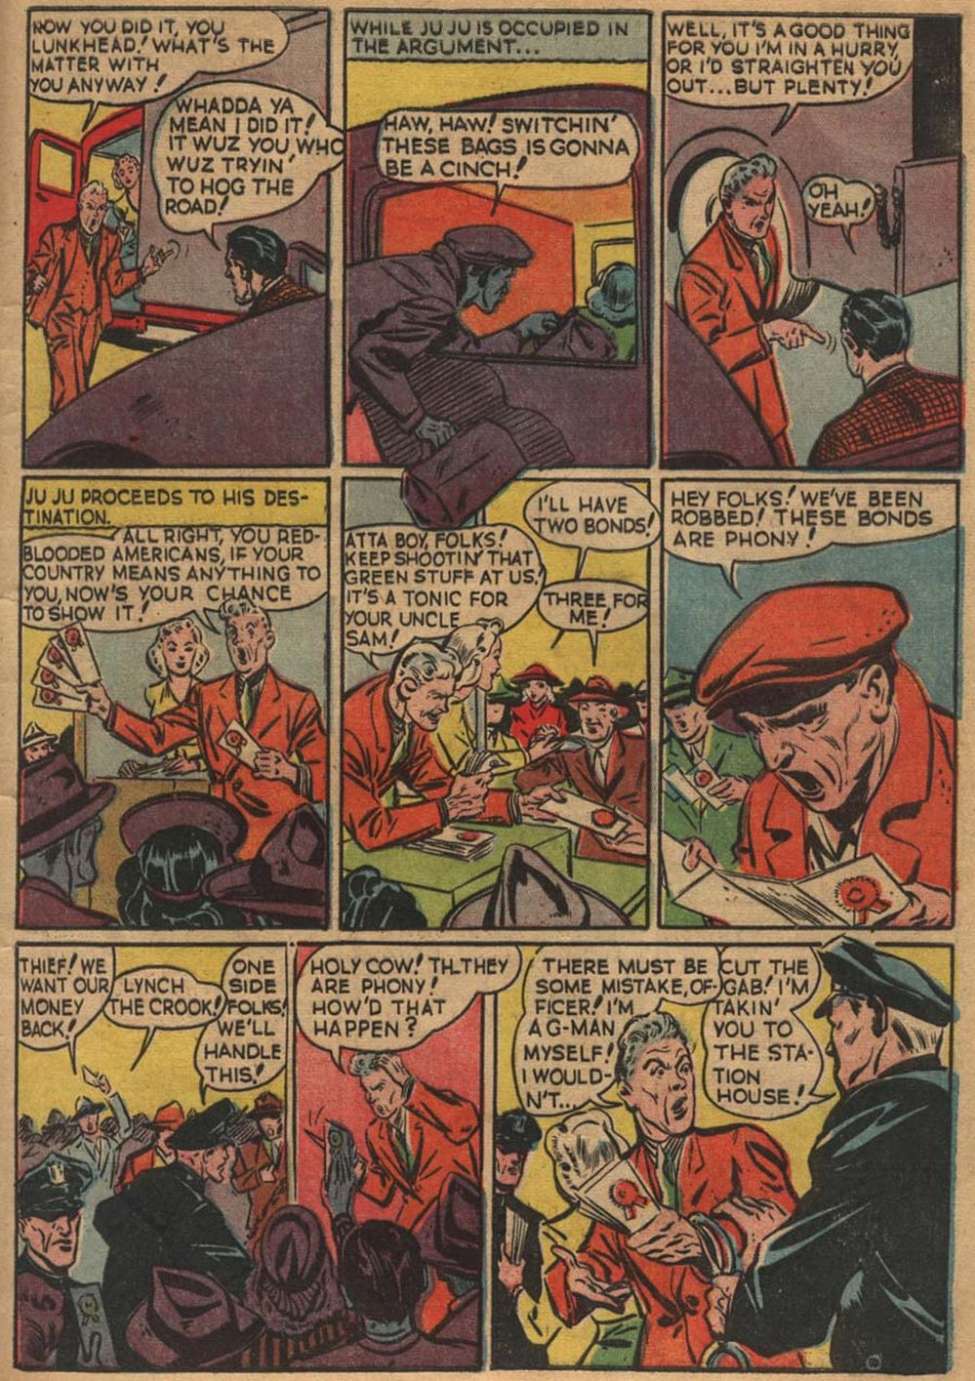 NOW YOU DID IT, YOU
LUNKHEAD! WHAT'S THE
MATTER WITH
YOU ANYWAY!
WHADDA YA
MEAN I DID IT!
IT WUZ YOU WHO
WUZ TRYIN'
TO HOG THE
ROAD!
WHILE JU JU IS OCCUPIED IN
THE ARGUMENT...
HAW, HAW! SWITCHIN'
THESE BAGS IS GONNA
BE A CINCH!
WELL, IT'S A GOOD THING
FOR YOU I'M IN A HURRY,
OR I'D STRAIGHTEN YOU
OUT...BUT PLENTY!
OH
YEAH!
JU JU PROCEEDS TO HIS DES-
TINATION.
ALL RIGHT, YOU RED-
BLOODED AMERICANS, IF YOUR
COUNTRY MEANS ANYTHING TO
YOU, NOW'S YOUR CHANCE
TO SHOW IT!
ATTA BOY, FOLKS!
KEEP SHOOTIN' THAT
GREEN STUFF AT US!
IT'S A TONIC FOR
YOUR UNCLE
SAM!
I'LL HAVE
TWO BONDS!
THREE FOR
ME!
HEY FOLKS! WE'VE BEEN
ROBBED! THESE BONDS
ARE PHONY!
THIEF! WE
WANT OUR
MONEY
BACK!
LYNCH
THE CROOK!
ONE
SIDE
FOLKS!
WE'LL
HANDLE
THIS!
HOLY COW! TH..THEY
ARE PHONY!
HOW'D THAT
HAPPEN?
THERE MUST BE
SOME MISTAKE, OF-
FICER! I'M
A G-MAN
MYSELF!
I WOULD-
N'T...
CUT THE
GAB! I'M
TAKIN'
YOU TO
THE STA-
TION
HOUSE!